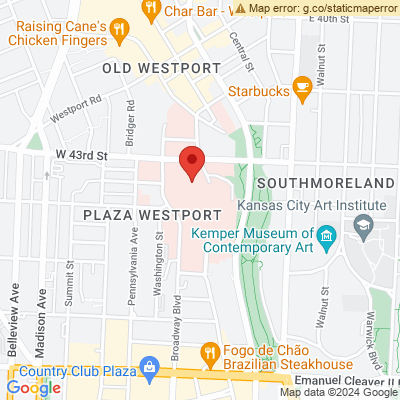 Map error: g.co/staticmaperror
Char Bar - W
E 40th St
Raising Cane's
Chicken Fingers
Central St
Walnut St
OLD WESTPORT
Starbucks
Westport Rd
Bridger Rd
W 43rd St
SOUTHMORELAND
Kansas City Art Institute
PLAZA WESTPORT
Kemper Museum of
Contemporary Art
Pennsylvania Ave
Washington St
Summit St
Madison Ave
Belleview Ave
Broadway Blvd
Walnut St
Warwick Blvd
Fogo de Chão
Brazilian Steakhouse
Country Club Plaza
Emanuel Cleaver II
Google
Map data ©2024 Google